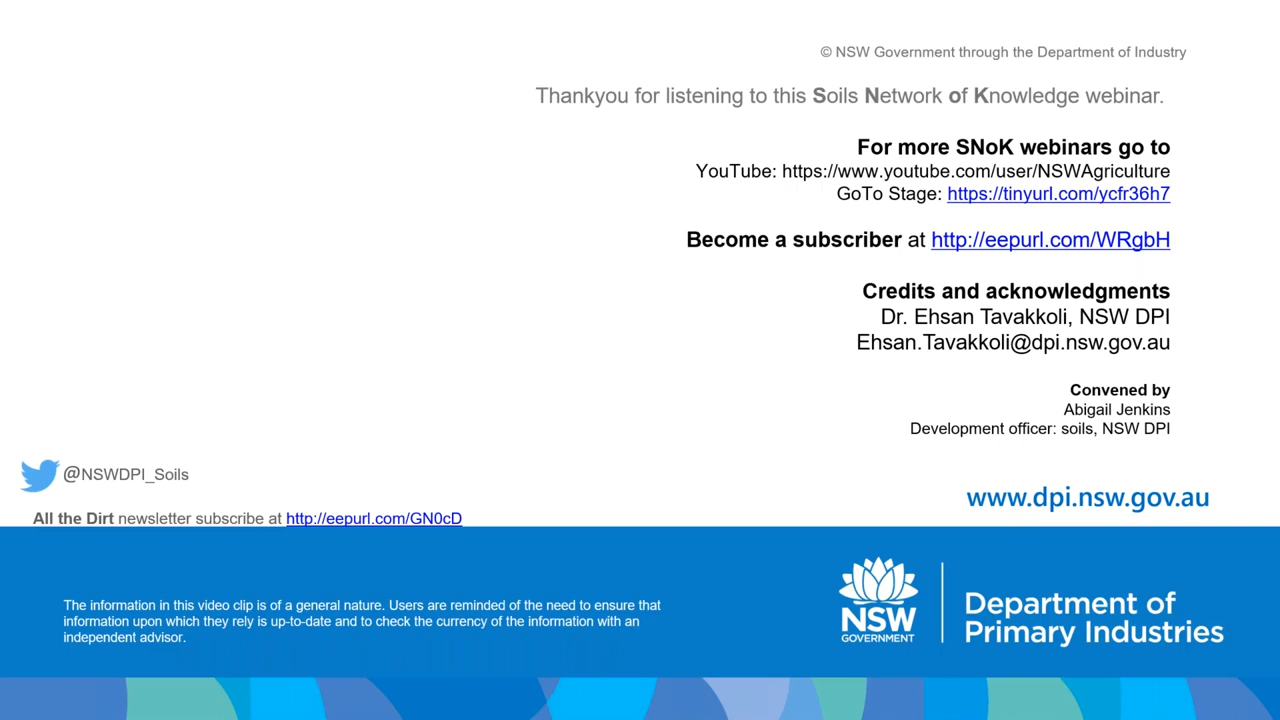 © NSW Government through the Department of Industry
Thankyou for listening to this Soils Network of Knowledge webinar.
For more SNoK webinars go to
YouTube: https://www.youtube.com/user/NSWAgriculture
GoTo Stage: https://tinyurl.com/ycfr36h7
Become a subscriber at http://eepurl.com/WRgbH
Credits and acknowledgments
Dr. Ehsan Tavakkoli, NSW DPI
Ehsan.Tavakkoli@dpi.nsw.gov.au
Convened by
Abigail Jenkins
Development officer: soils, NSW DPI
@NSWDPI_Soils
www.dpi.nsw.gov.au
All the Dirt newsletter subscribe at http://eepurl.com/GN0cD
The information in this video clip is of a general nature. Users are reminded of the need to ensure that
information upon which they rely is up-to-date and to check the currency of the information with an
independent advisor.
NSW
GOVERNMENT
Department of
Primary Industries